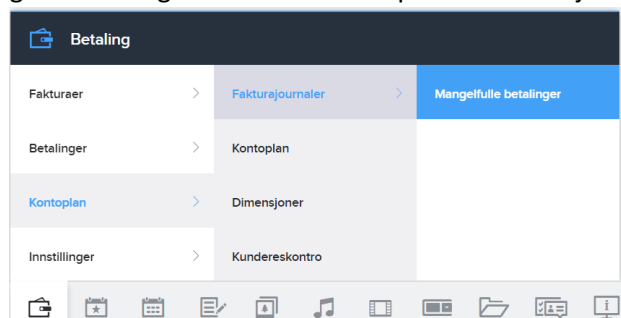 Betaling
Fakturaer
Fakturajournaler
Mangelfulle betalinger
Betalinger
Kontoplan
Kontoplan
Dimensjoner
Innstillinger
Kundereskontro